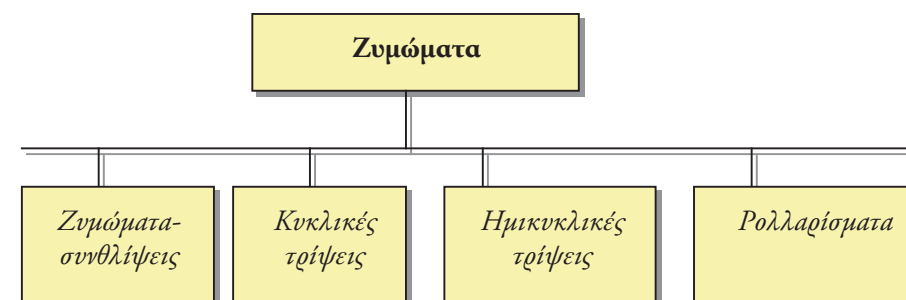 Ζυμώματα
Ζυμώματα-
συνθλίψεις
Κυκλικές
τρίψεις
Ημικυκλικές
τρίψεις
Ρολλαρίσματα